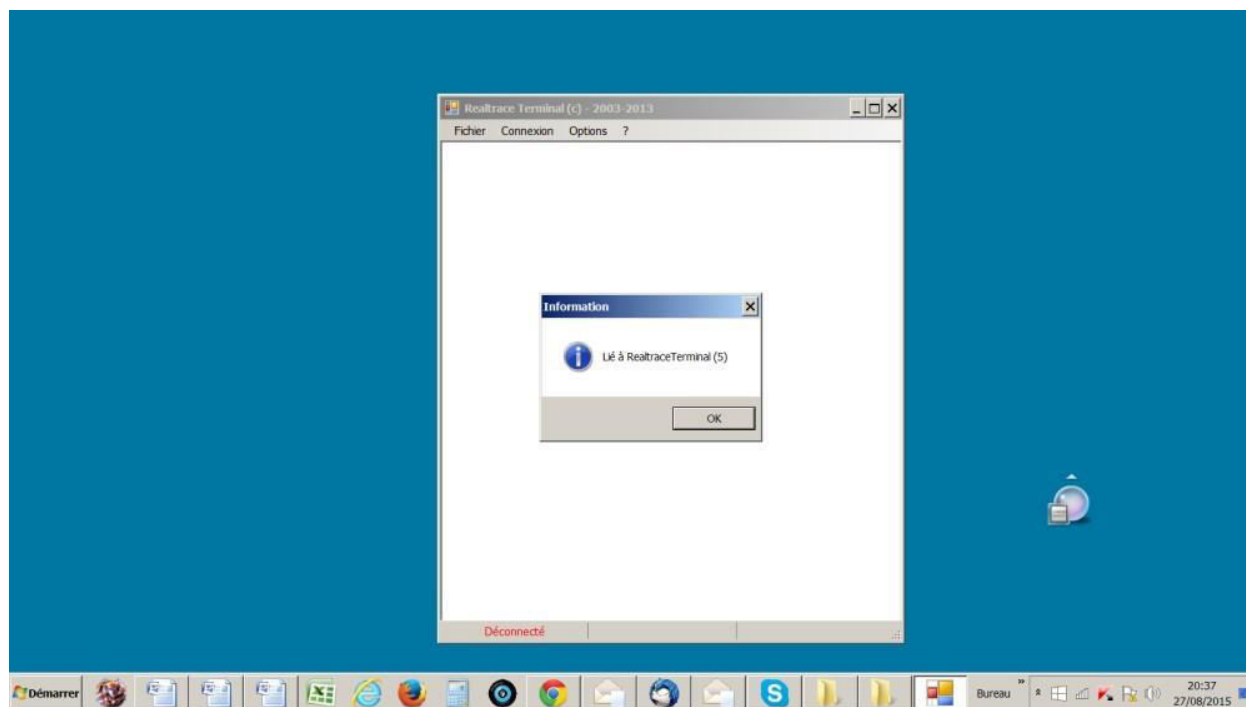 Realtrace Terminal (c) - 2003-2013
Fichier Connexion Options ?
Information
Lié à RealtraceTerminal (5)
OK
Déconnecté
Démarrer
Bureau
20:37
27/08/2015